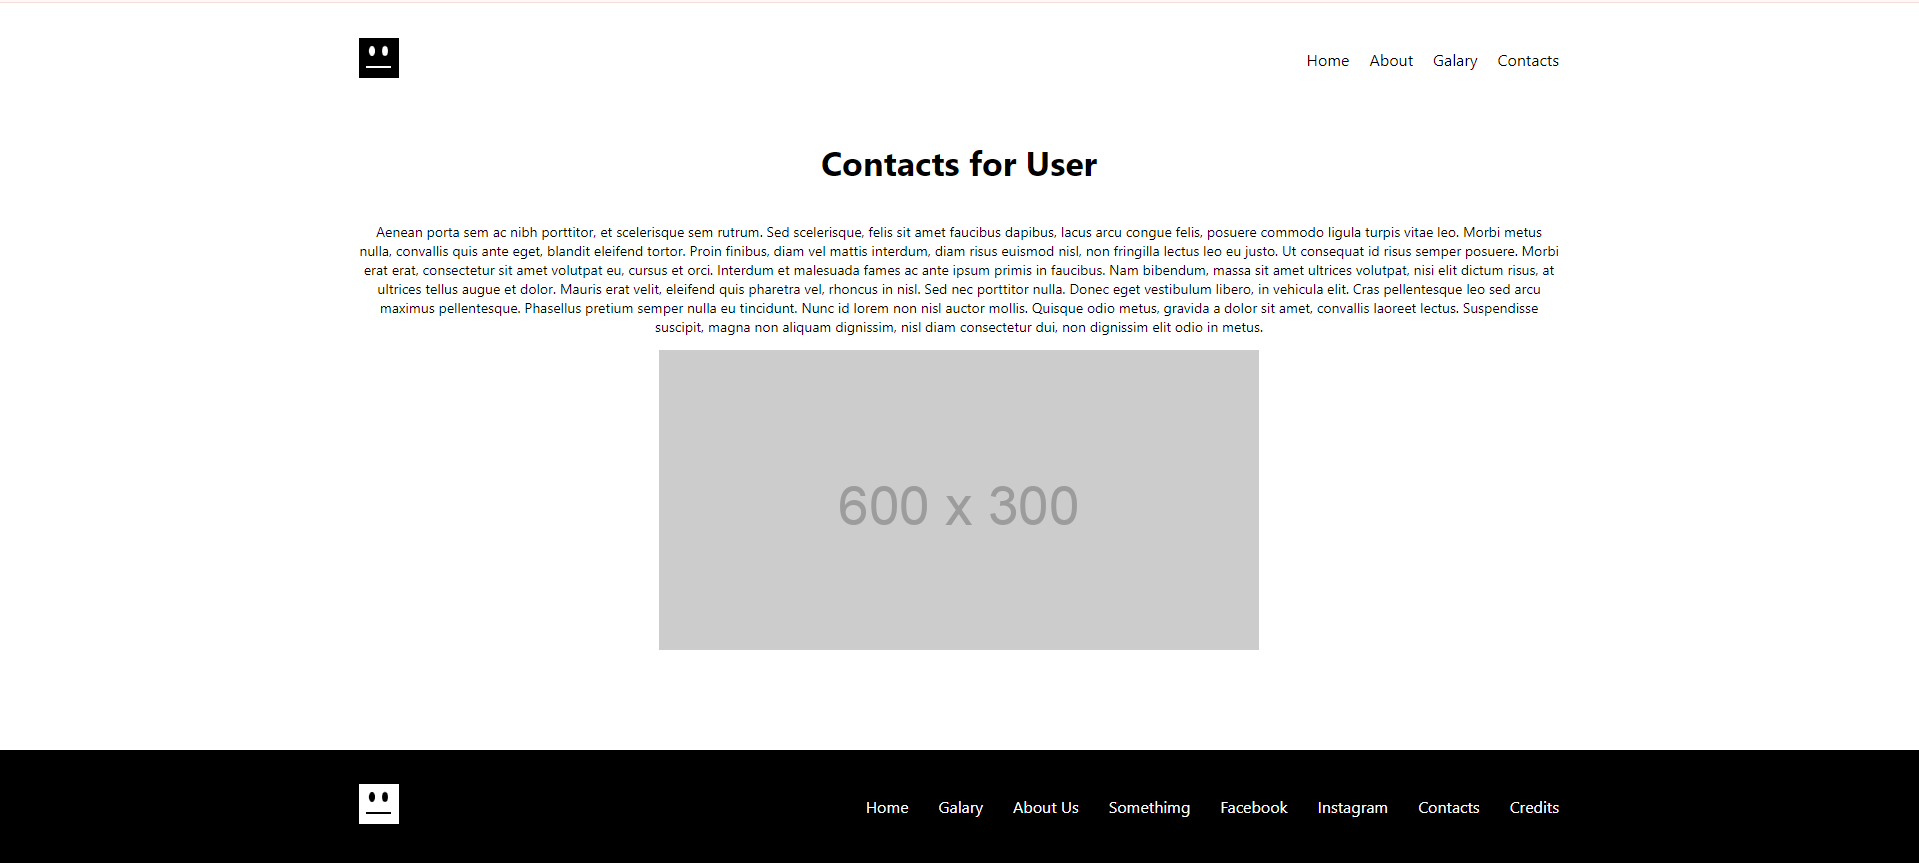 Home About Galary Contacts
Contacts for User
Aenean porta sem ac nibh porttitor, et scelerisque sem rutrum. Sed scelerisque, felis sit amet faucibus dapibus, lacus arcu congue felis, posuere commodo ligula turpis vitae leo. Morbi metus
nulla, convallis quis ante eget, blandit eleifend tortor. Proin finibus, diam vel mattis interdum, diam risus euismod nisl, non fringilla lectus leo eu justo. Ut consequat id risus semper posuere. Morbi
erat erat, consectetur sit amet volutpat eu, cursus et orci. Interdum et malesuada fames ac ante ipsum primis in faucibus. Nam bibendum, massa sit amet ultrices volutpat, nisi elit dictum risus, at
ultrices tellus augue et dolor. Mauris erat velit, eleifend quis pharetra vel, rhoncus in nisl. Sed nec porttitor nulla. Donec eget vestibulum libero, in vehicula elit. Cras pellentesque leo sed arcu
maximus pellentesque. Phasellus pretium semper nulla eu tincidunt. Nunc id lorem non nisl auctor mollis. Quisque odio metus, gravida a dolor sit amet, convallis laoreet lectus. Suspendisse
suscipit, magna non aliquam dignissim, nisl diam consectetur dui, non dignissim elit odio in metus.
600 x 300
Home Galary About Us Somethimg Facebook Instagram Contacts Credits